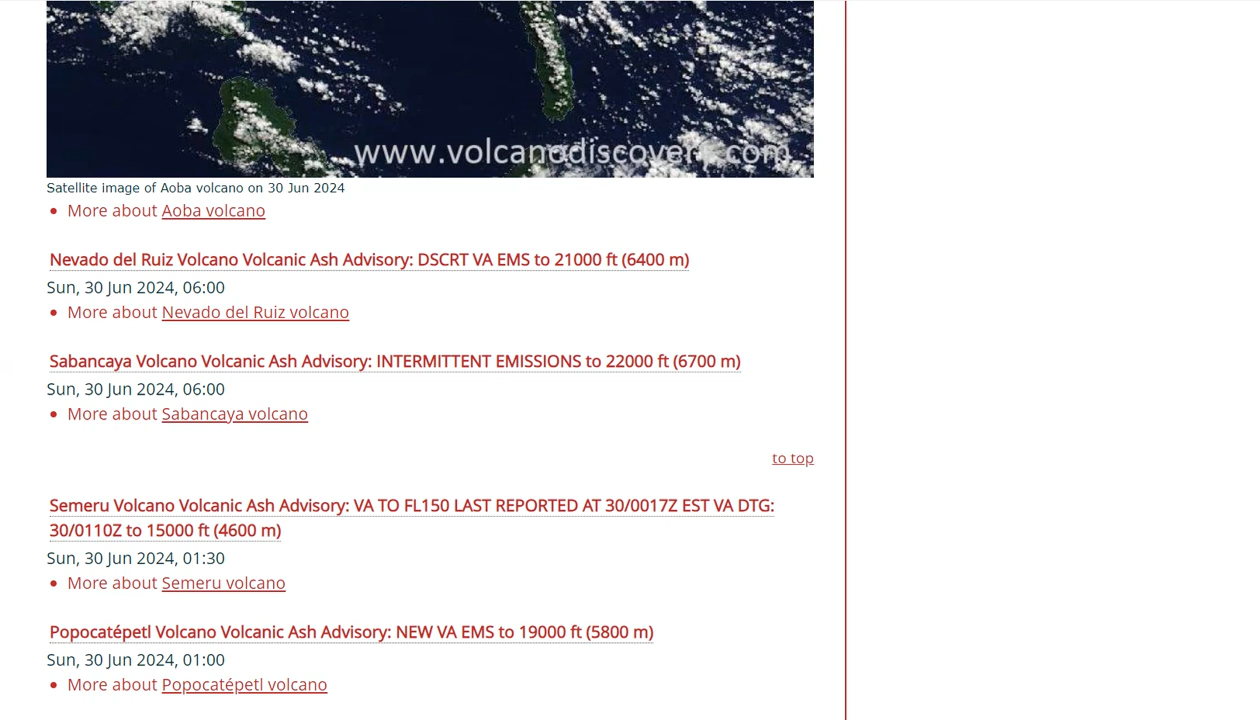 www.volcanodiscovery.com
Satellite image of Aoba volcano on 30 Jun 2024
More about Aoba volcano
Nevado del Ruiz Volcano Volcanic Ash Advisory: DSCRT VA EMS to 21000 ft (6400 m)
Sun, 30 Jun 2024, 06:00
More about Nevado del Ruiz volcano
Sabancaya Volcano Volcanic Ash Advisory: INTERMITTENT EMISSIONS to 22000 ft (6700 m)
Sun, 30 Jun 2024, 06:00
More about Sabancaya volcano
to top
Semeru Volcano Volcanic Ash Advisory: VA TO FL150 LAST REPORTED AT 30/0017Z EST VA DTG:
30/0110Z to 15000 ft (4600 m)
Sun, 30 Jun 2024, 01:30
More about Semeru volcano
Popocatépetl Volcano Volcanic Ash Advisory: NEW VA EMS to 19000 ft (5800 m)
Sun, 30 Jun 2024, 01:00
More about Popocatépetl volcano